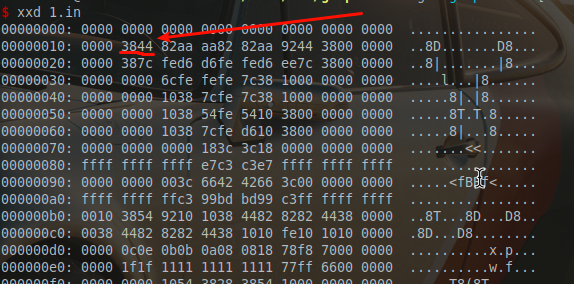 $ xxd 1.in
00000000: 0000 0000 0000 0000 0000 0000 0000 0000  ................
00000010: 0000 3844 82aa aa82 82aa 9244 3800 0000  ..8D.......D8...
00000020: 0000 387c fed6 d6fe fed6 ee7c 3800 0000  ..8|.......|8...
00000030: 0000 0000 6cfe fefe 7c38 1000 0000 0000  ....l...|8......
00000040: 0000 0000 1038 7cfe 7c38 1000 0000 0000  .....8|.|8......
00000050: 0000 0000 1038 54fe 5410 3800 0000 0000  .....8T.T.8.....
00000060: 0000 0000 1038 7cfe d610 3800 0000 0000  .....8|...8.....
00000070: 0000 0000 0000 183c 3c18 0000 0000 0000  .......<<.......
00000080: ffff ffff ffff e7c3 c3e7 ffff ffff ffff  ................
00000090: 0000 0000 003c 6642 4266 3c00 0000 0000  .....<fBBf<.....
000000a0: ffff ffff ffc3 99bd bd99 c3ff ffff ffff  ................
000000b0: 0010 3854 9210 1038 4482 8282 4438 0000  ..8T...8D...D8..
000000c0: 0038 4482 8282 4438 1010 fe10 1010 0000  .8D...D8........
000000d0: 0000 0c0e 0b0b 0a08 0818 78f8 7000 0000  ..........x.p...
000000e0: 0000 1f1f 1111 1111 1111 77ff 6600 0000  ..........w.f...